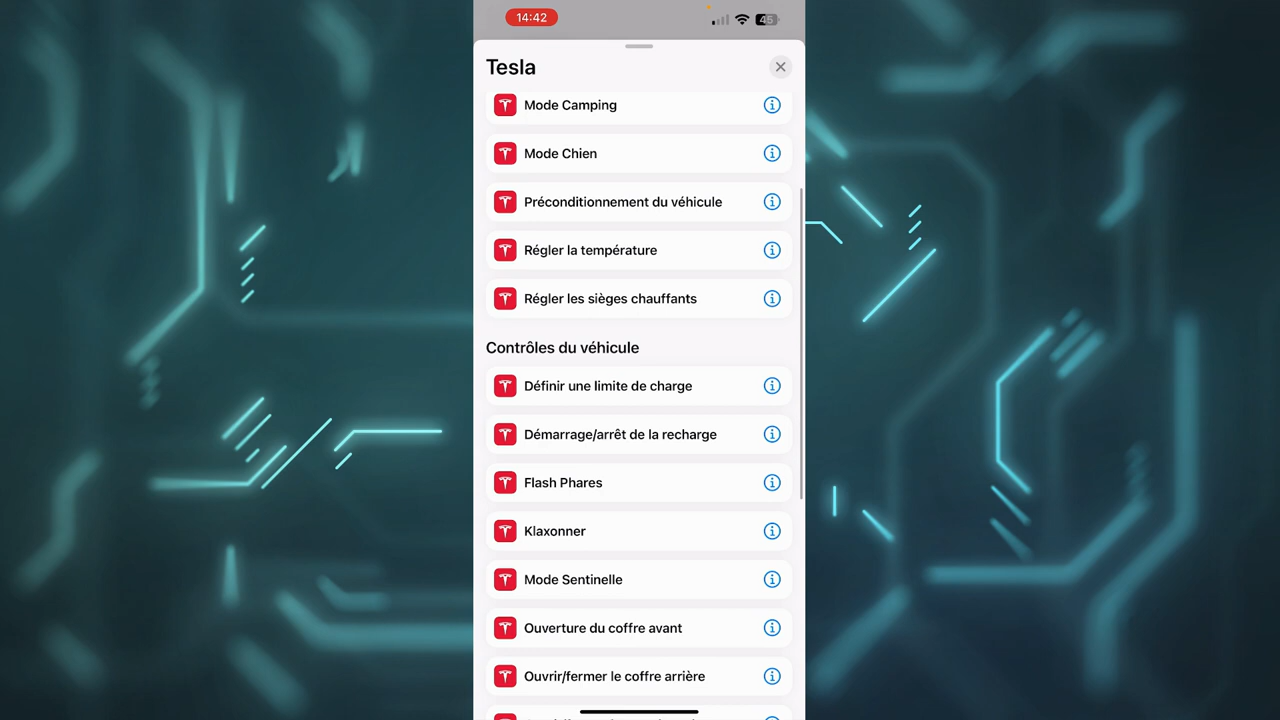 14:42
45
Tesla
Mode Camping
Mode Chien
Préconditionnement du véhicule
Régler la température
Régler les sièges chauffants
Contrôles du véhicule
Définir une limite de charge
Démarrage/arrêt de la recharge
Flash Phares
Klaxonner
Mode Sentinelle
Ouverture du coffre avant
Ouvrir/fermer le coffre arrière